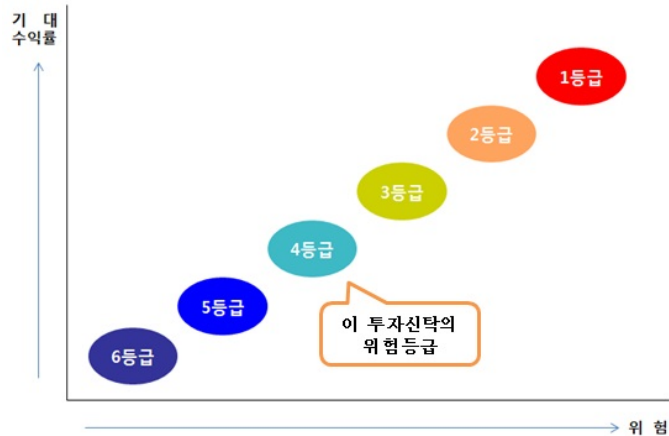 기 대
수익률
1등급
2등급
3등급
4등급
5등급
이 투자신탁의
위험등급
6등급
위 험